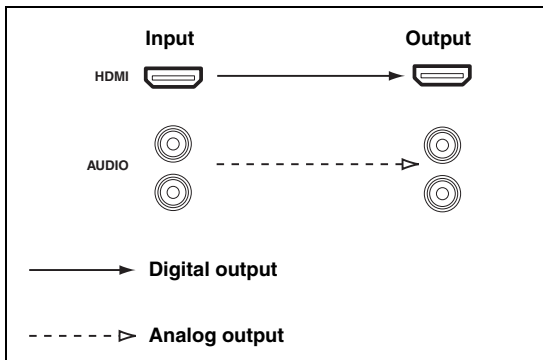 Input Output
HDMI
AUDIO
Digital output
Analog output